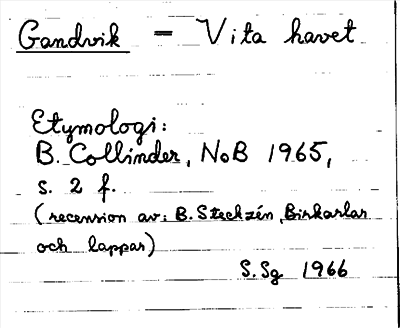 Gandvik — Vita havet
Etymologi:
B. Collinder, NoB 1965,
s. 2 f.
(recension av: B. Steckzén, Birkarlar
och lappar)
S. Sg 1966